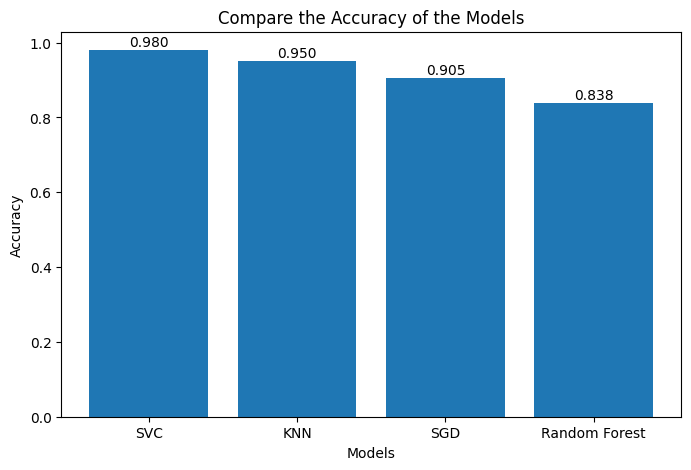 Compare the Accuracy of the Models
1.0
0.8
0.6
0.4
0.2
0.0
Accuracy
0.980
0.950
0.905
0.838
SVC
KNN
SGD
Random Forest
Models